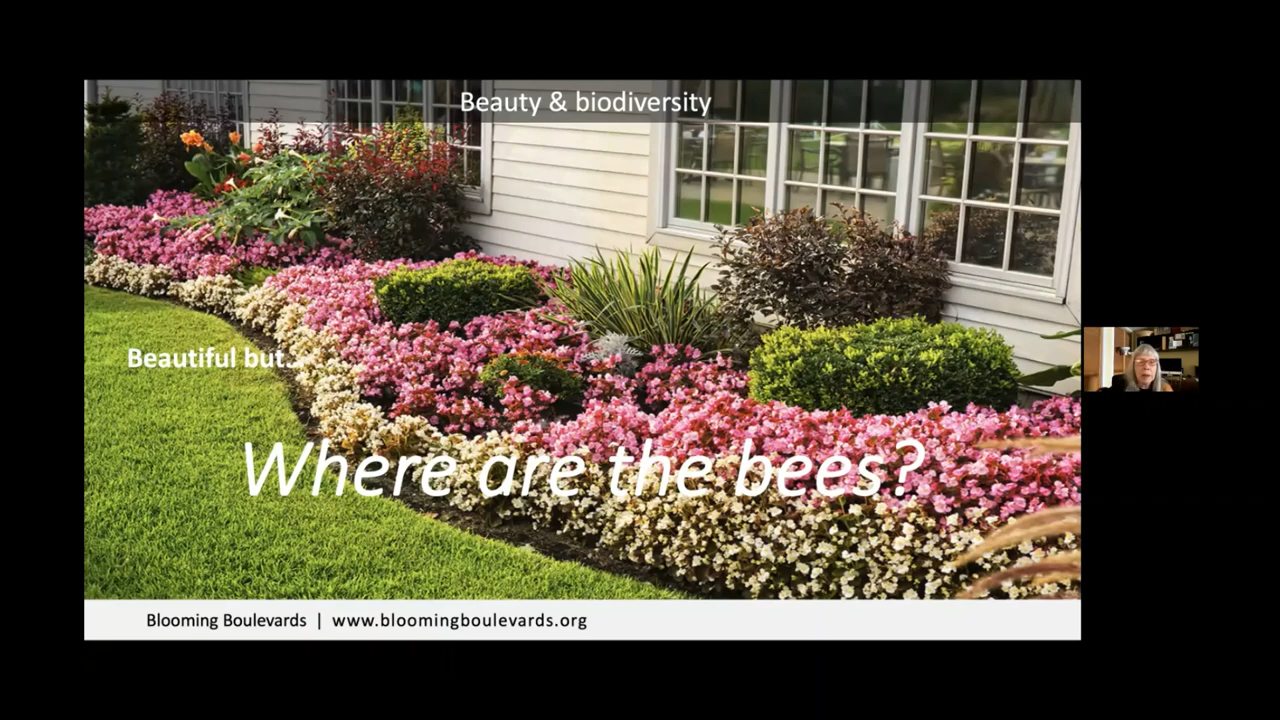 Beauty & biodiversity
Beautiful but...
Where are the bees?
Blooming Boulevards | www.bloomingboulevards.org